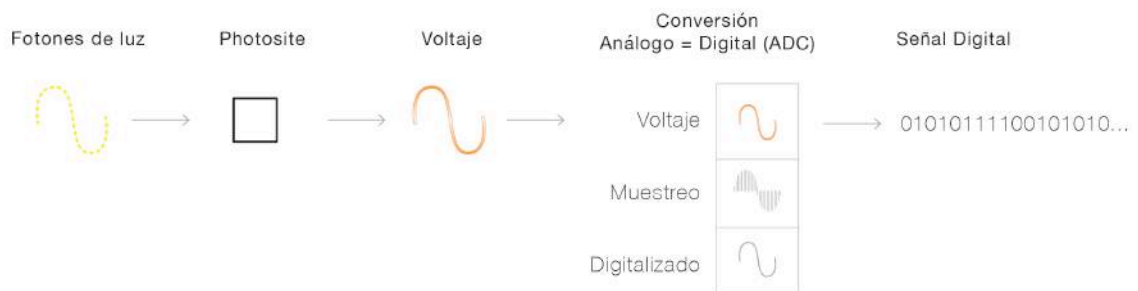 Fotones de luz
Photosite
Voltaje
Conversión
Análogo = Digital (ADC)
Señal Digital
Voltaje
Muestreo
Digitalizado
01010111100101010...